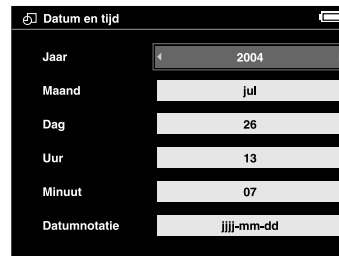 Datum en tijd
Jaar 2004
Maand jul
Dag 26
Uur 13
Minuut 07
Datumnotatie jjjj-mm-dd